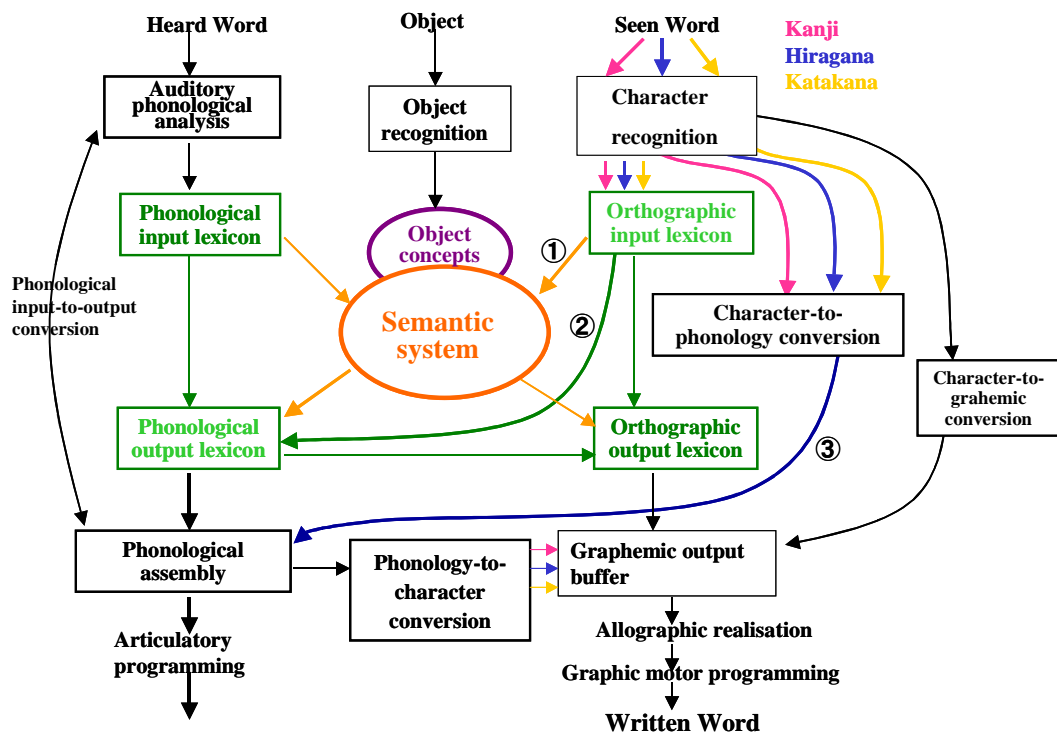 Heard Word
Object
Seen Word
Kanji
Hiragana
Katakana
Auditory
phonological
analysis
Object
recognition
Character
recognition
Phonological
input lexicon
Object
concepts
Orthographic
input lexicon
①
Phonological
input-to-output
conversion
Semantic
system
②
Character-to-
phonology conversion
Character-to-
grahemic
conversion
Phonological
output lexicon
Orthographic
output lexicon
③
Phonological
assembly
Phonology-to-
character
conversion
Graphemic output
buffer
Articulatory
programming
Allographic realisation
Graphic motor programming
Written Word